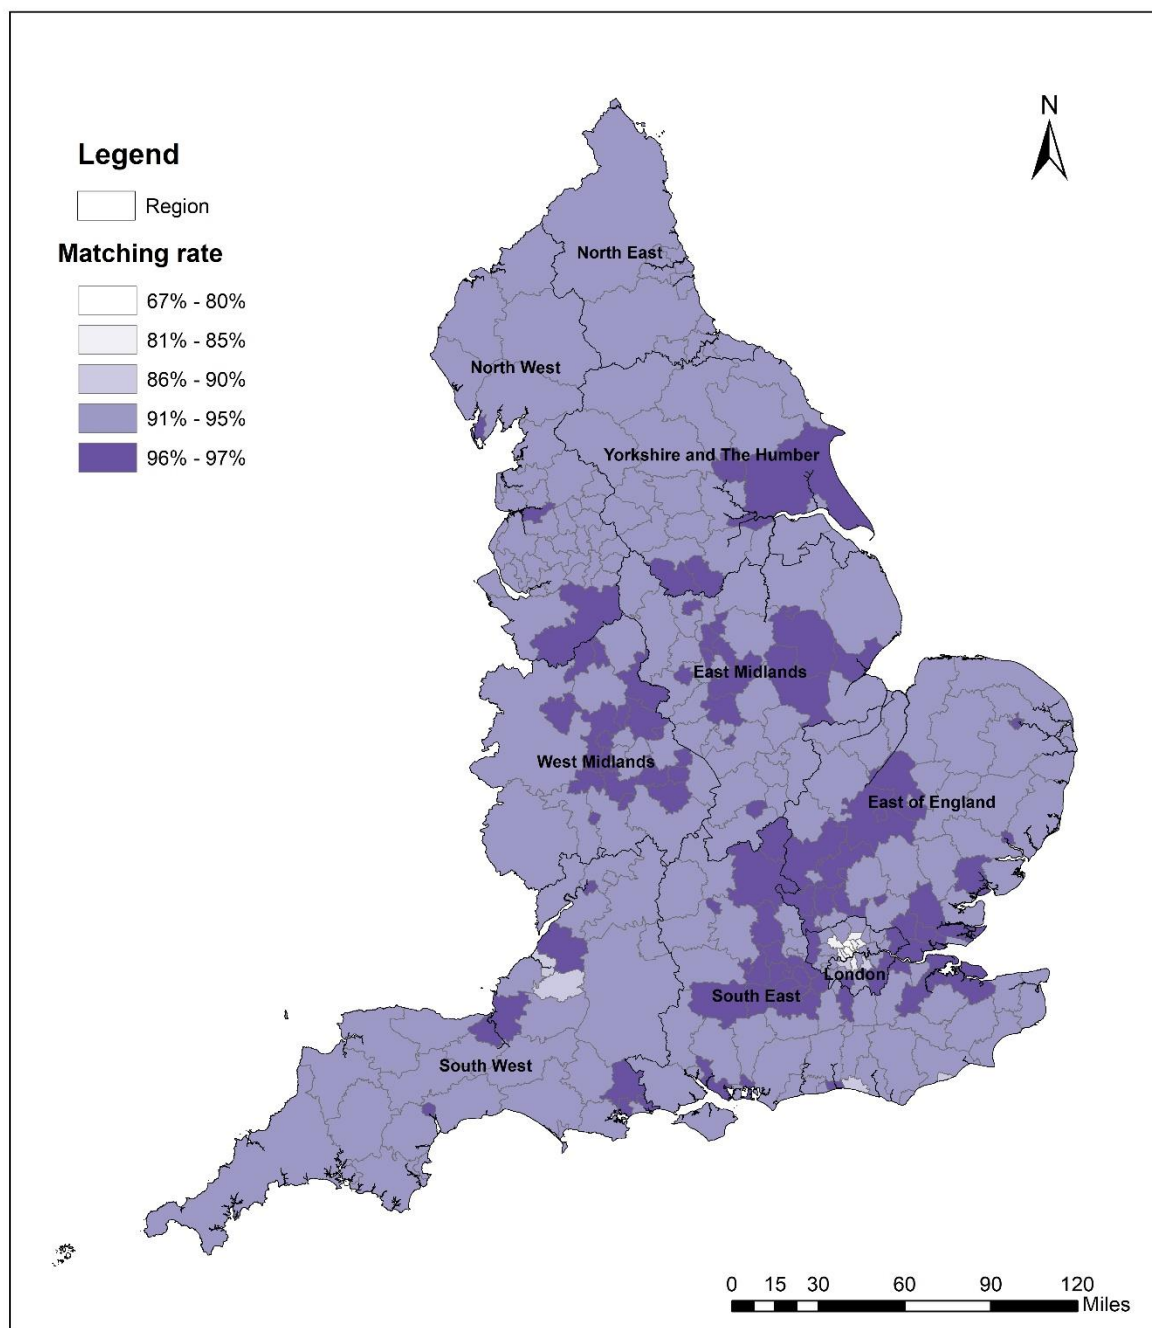 N
Legend
Region
Matching rate
67% - 80%
81% - 85%
86% - 90%
91% - 95%
96% - 97%
North East
North West
Yorkshire and The Humber
East Midlands
West Midlands
East of England
London
South East
South West
0 15 30 60 90 120
Miles